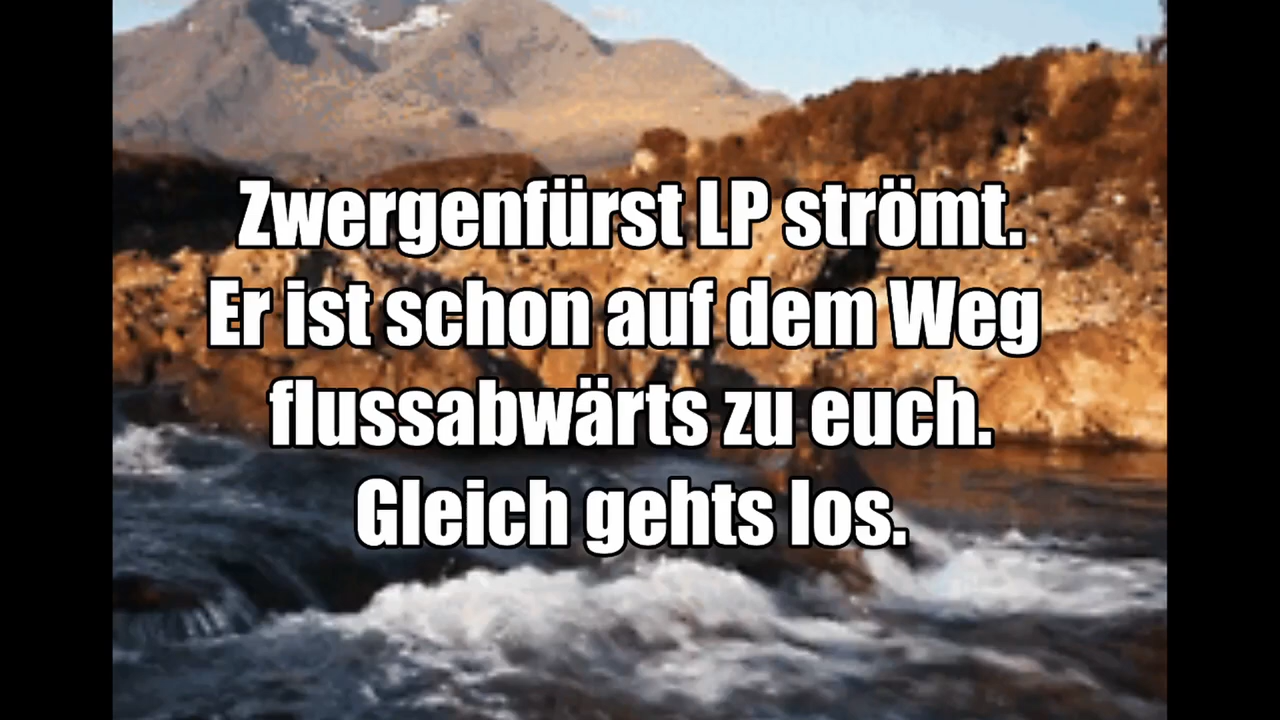 Zwergenfürst LP strömt.
Er ist schon auf dem Weg
flussabwärts zu euch.
Gleich gehts los.